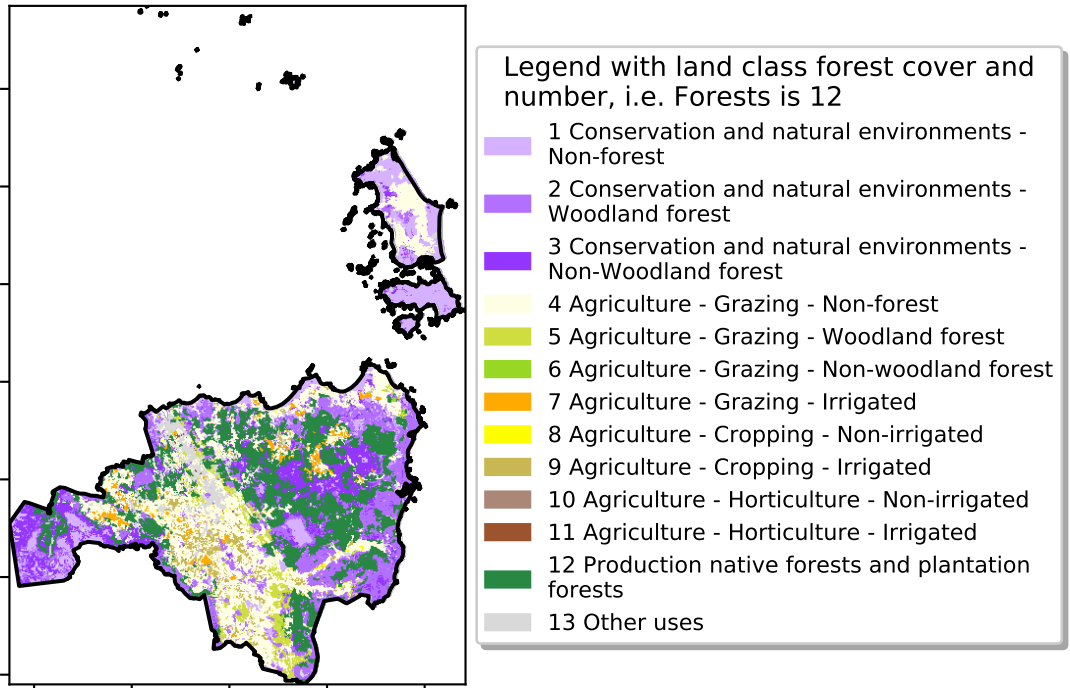 Legend with land class forest cover and
number, i.e. Forests is 12
1 Conservation and natural environments -
Non-forest
2 Conservation and natural environments -
Woodland forest
3 Conservation and natural environments -
Non-Woodland forest
4 Agriculture - Grazing - Non-forest
5 Agriculture - Grazing - Woodland forest
6 Agriculture - Grazing - Non-woodland forest
7 Agriculture - Grazing - Irrigated
8 Agriculture - Cropping - Non-irrigated
9 Agriculture - Cropping - Irrigated
10 Agriculture - Horticulture - Non-irrigated
11 Agriculture - Horticulture - Irrigated
12 Production native forests and plantation
forests
13 Other uses